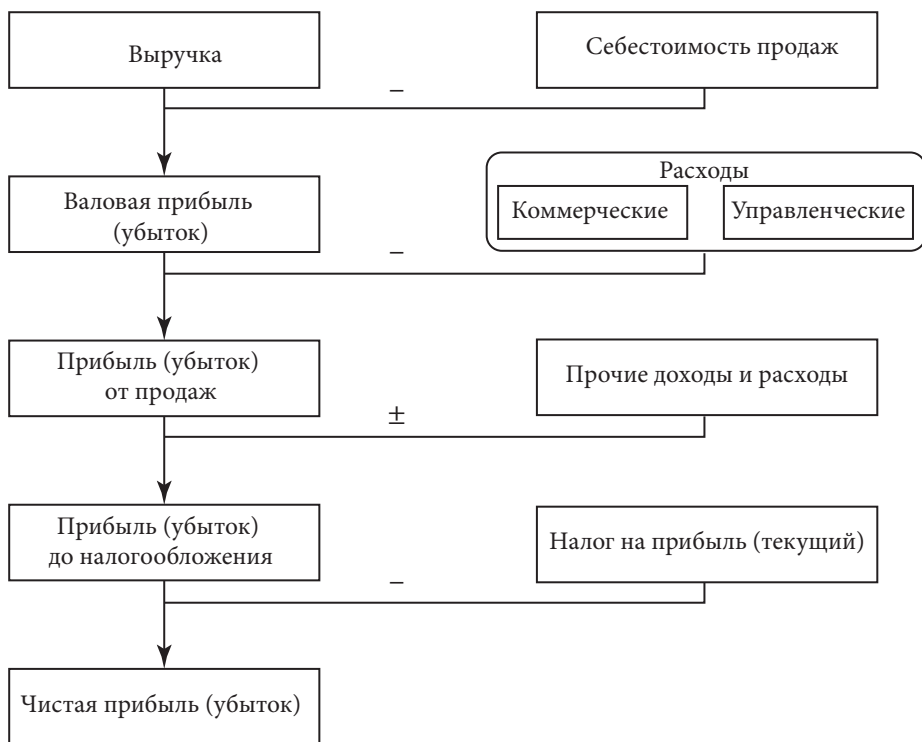 Выручка
Себестоимость продаж
–
Валовая прибыль
(убыток)
Расходы
Коммерческие
Управленческие
–
Прибыль (убыток)
от продаж
Прочие доходы и расходы
±
Прибыль (убыток)
до налогообложения
Налог на прибыль (текущий)
–
Чистая прибыль (убыток)